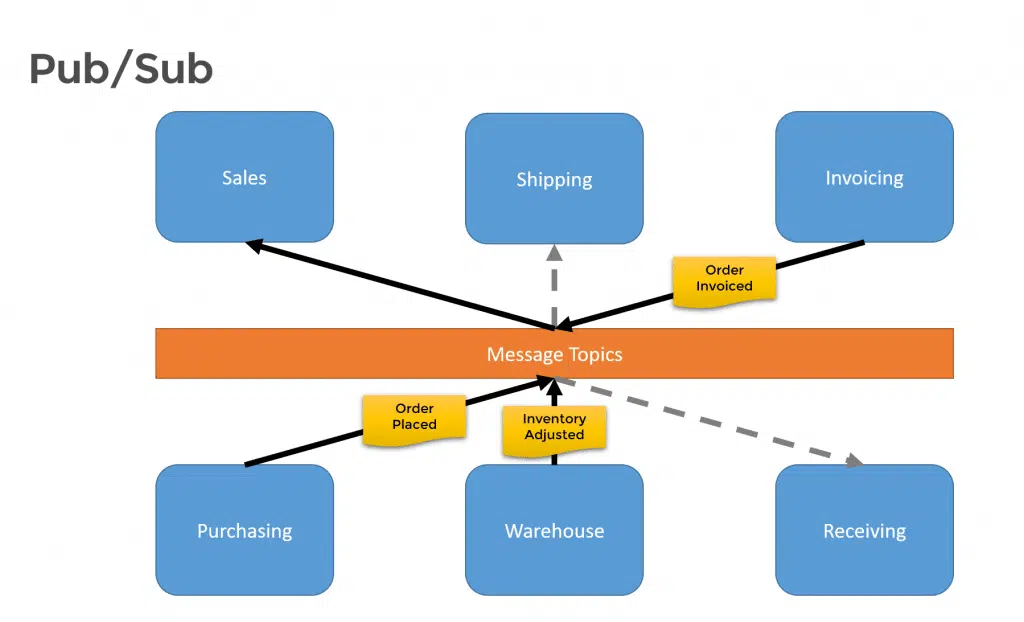 Pub/Sub
Sales
Shipping
Invoicing
Order
Invoiced
Message Topics
Order
Placed
Inventory
Adjusted
Purchasing
Warehouse
Receiving